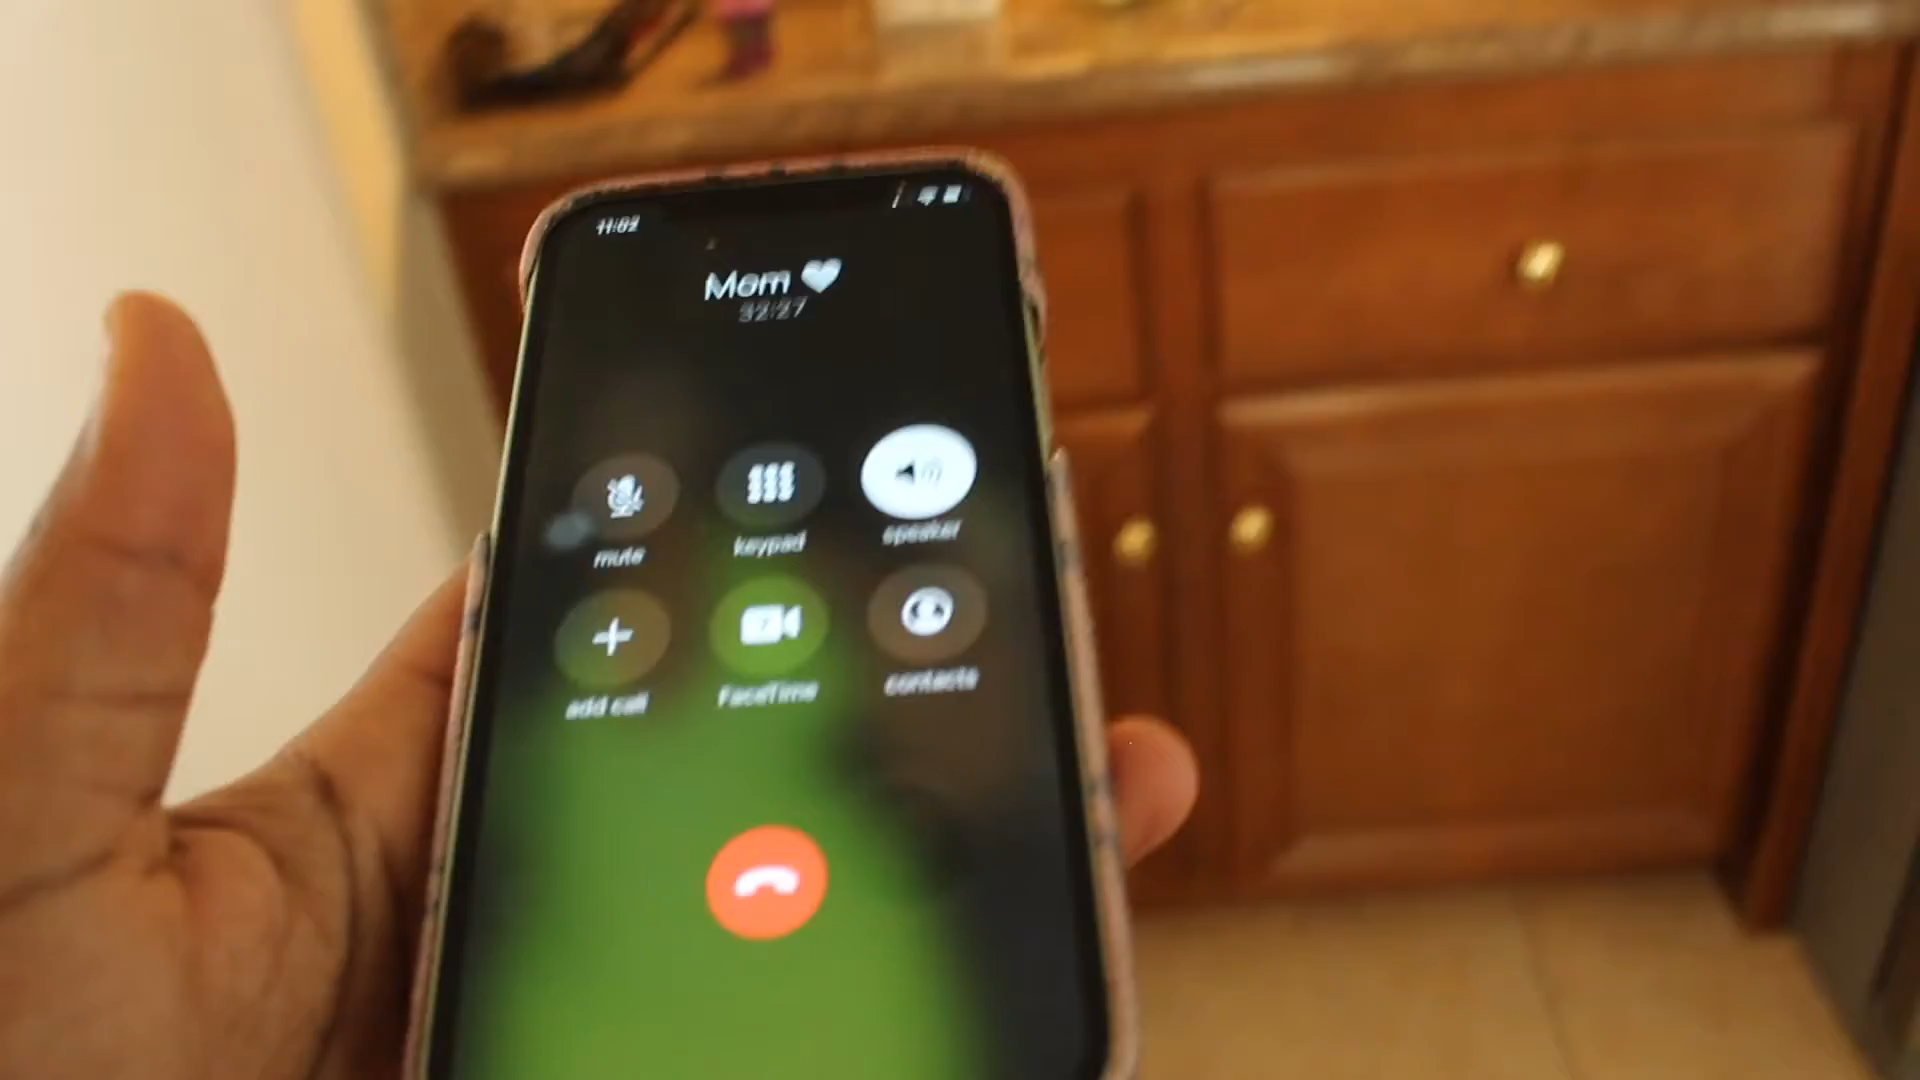 11:02
Mom 🤍
32:27
mute keypad speaker
add call FaceTime contacts